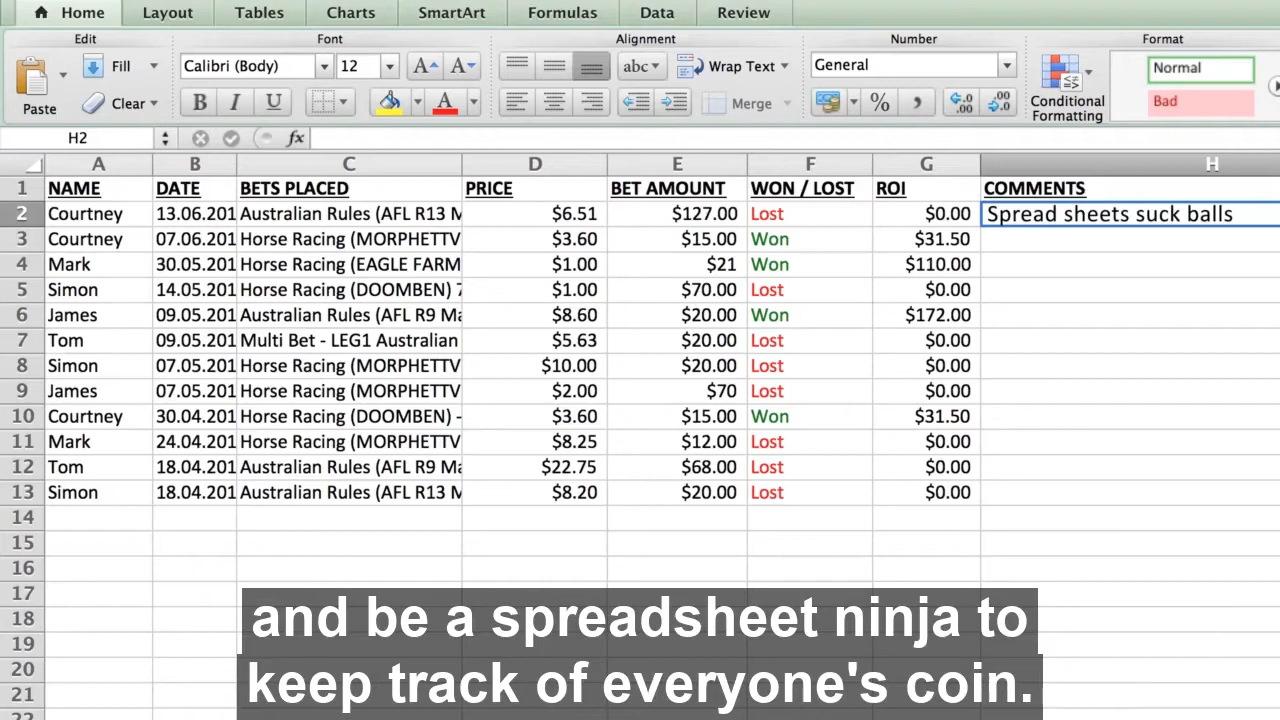 Home Layout Tables Charts SmartArt Formulas Data Review
Edit Font Alignment Number Format
Fill Calibri (Body) 12 A A abc Wrap Text General Normal
Paste Clear B I U A Merge % , .0 .00 .00 .0 Conditional Formatting Bad
H2 fx
A B C D E F G H
1 NAME DATE BETS PLACED PRICE BET AMOUNT WON / LOST ROI COMMENTS
2 Courtney 13.06.201 Australian Rules (AFL R13 M $6.51 $127.00 Lost $0.00 Spread sheets suck balls
3 Courtney 07.06.201 Horse Racing (MORPHETTV $3.60 $15.00 Won $31.50
4 Mark 30.05.201 Horse Racing (EAGLE FARM $1.00 $21 Won $110.00
5 Simon 14.05.201 Horse Racing (DOOMBEN) 7 $1.00 $70.00 Lost $0.00
6 James 09.05.201 Australian Rules (AFL R9 Ma $8.60 $20.00 Won $172.00
7 Tom 09.05.201 Multi Bet - LEG1 Australian $5.63 $20.00 Lost $0.00
8 Simon 07.05.201 Horse Racing (MORPHETTV $10.00 $20.00 Lost $0.00
9 James 07.05.201 Horse Racing (MORPHETTV $2.00 $70 Lost $0.00
10 Courtney 30.04.201 Horse Racing (DOOMBEN) - $3.60 $15.00 Won $31.50
11 Mark 24.04.201 Horse Racing (MORPHETTV $8.25 $12.00 Lost $0.00
12 Tom 18.04.201 Australian Rules (AFL R9 Ma $22.75 $68.00 Lost $0.00
13 Simon 18.04.201 Australian Rules (AFL R13 M $8.20 $20.00 Lost $0.00
14
15
16
17
18
19
20
21
and be a spreadsheet ninja to
keep track of everyone's coin.